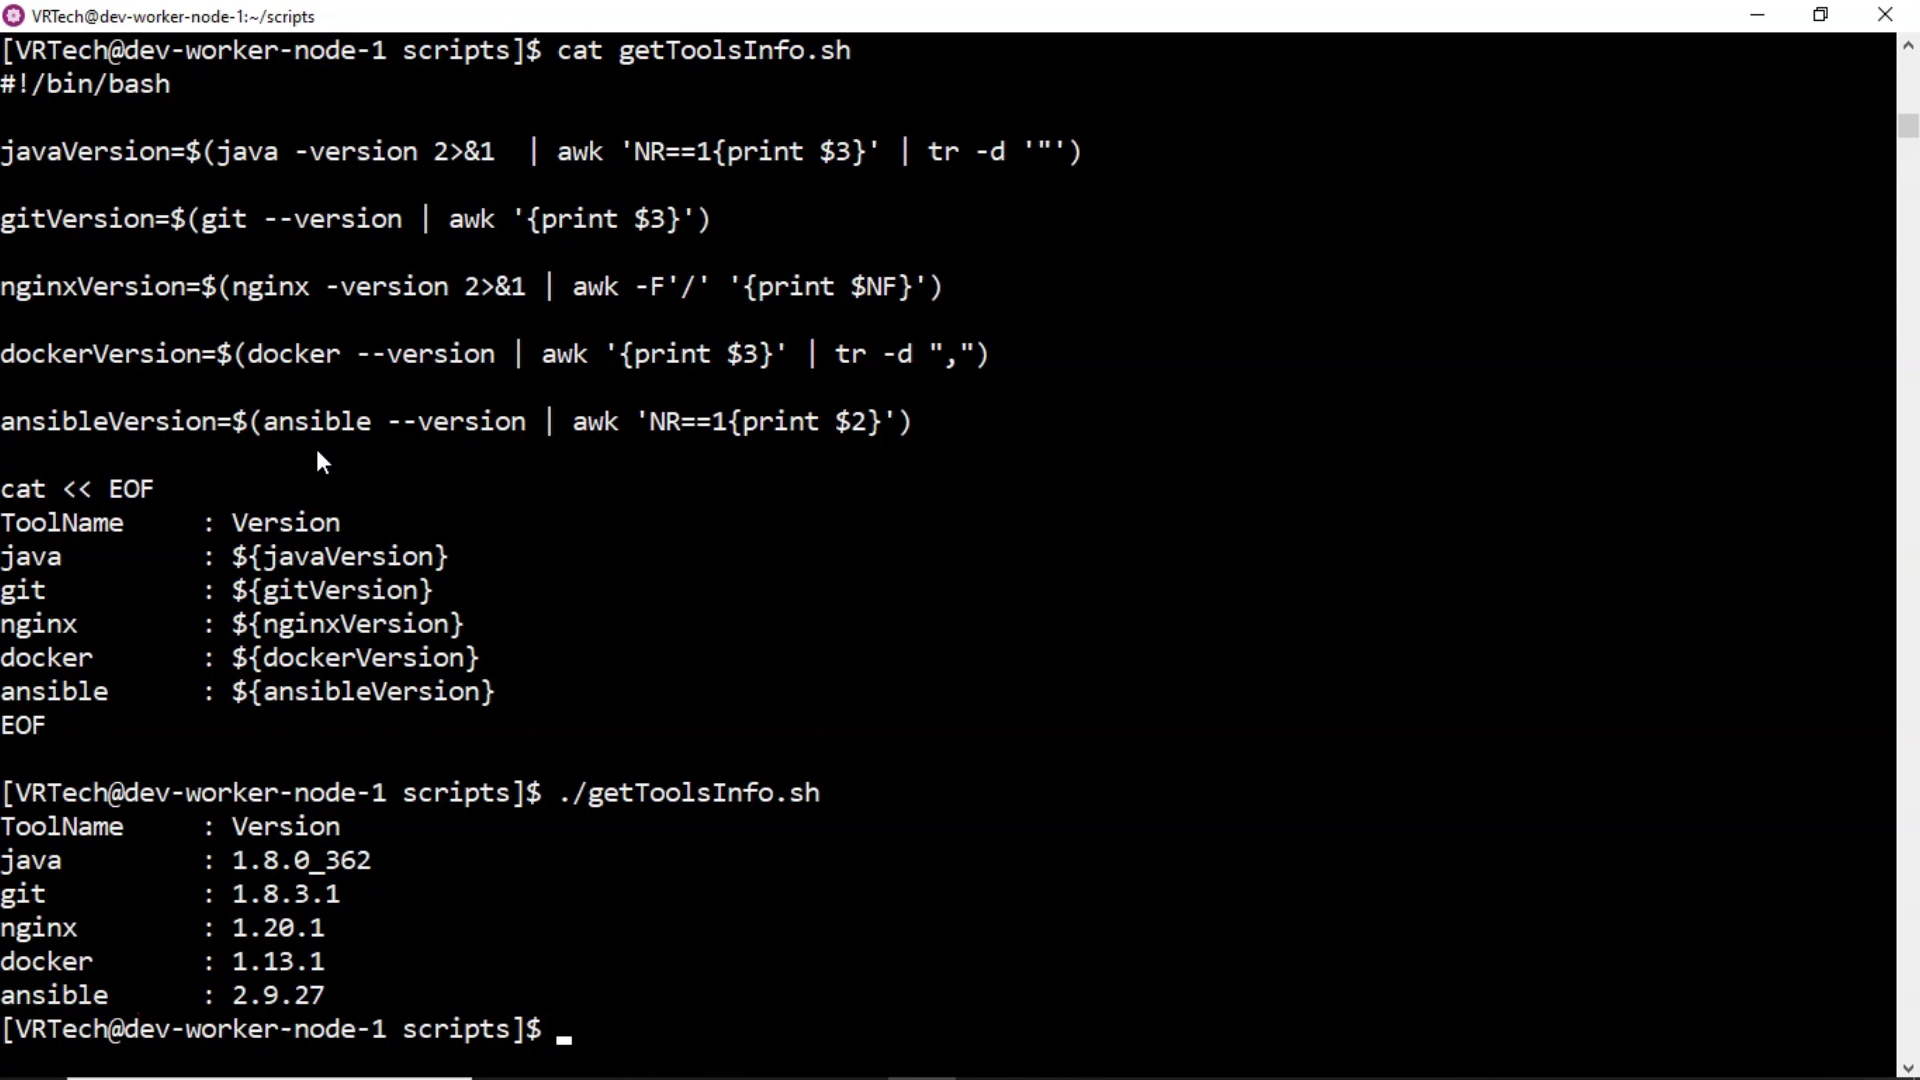 VRTech@dev-worker-node-1:~/scripts
[VRTech@dev-worker-node-1 scripts]$ cat getToolsInfo.sh
#!/bin/bash
javaVersion=$(java -version 2>&1  | awk 'NR==1{print $3}' | tr -d '"')
gitVersion=$(git --version | awk '{print $3}')
nginxVersion=$(nginx -version 2>&1 | awk -F'/' '{print $NF}')
dockerVersion=$(docker --version | awk '{print $3}' | tr -d ",")
ansibleVersion=$(ansible --version | awk 'NR==1{print $2}')
cat << EOF
ToolName     : Version
java         : ${javaVersion}
git          : ${gitVersion}
nginx        : ${nginxVersion}
docker       : ${dockerVersion}
ansible      : ${ansibleVersion}
EOF
[VRTech@dev-worker-node-1 scripts]$ ./getToolsInfo.sh
ToolName     : Version
java         : 1.8.0_362
git          : 1.8.3.1
nginx        : 1.20.1
docker       : 1.13.1
ansible      : 2.9.27
[VRTech@dev-worker-node-1 scripts]$